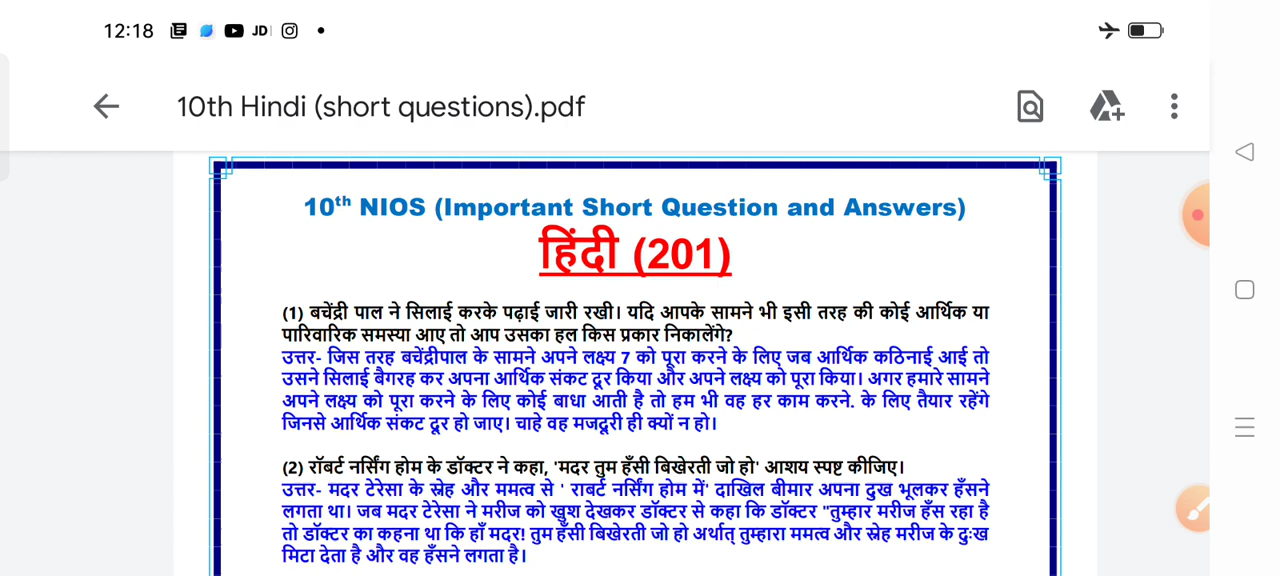 12:18 JD
10th Hindi (short questions).pdf
10th NIOS (Important Short Question and Answers)
हिंदी (201)
(1) बचेंद्री पाल ने सिलाई करके पढ़ाई जारी रखी। यदि आपके सामने भी इसी तरह की कोई आर्थिक या
पारिवारिक समस्या आए तो आप उसका हल किस प्रकार निकालेंगे?
उत्तर- जिस तरह बचेंद्रीपाल के सामने अपने लक्ष्य 7 को पूरा करने के लिए जब आर्थिक कठिनाई आई तो
उसने सिलाई बैगरह कर अपना आर्थिक संकट दूर किया और अपने लक्ष्य को पूरा किया। अगर हमारे सामने
अपने लक्ष्य को पूरा करने के लिए कोई बाधा आती है तो हम भी वह हर काम करने. के लिए तैयार रहेंगे
जिनसे आर्थिक संकट दूर हो जाए। चाहे वह मजदूरी ही क्यों न हो।
(2) रॉबर्ट नर्सिंग होम के डॉक्टर ने कहा, 'मदर तुम हँसी बिखेरती जो हो' आशय स्पष्ट कीजिए।
उत्तर- मदर टेरेसा के स्नेह और ममत्व से ' राबर्ट नर्सिंग होम में' दाखिल बीमार अपना दुख भूलकर हँसने
लगता था। जब मदर टेरेसा ने मरीज को खुश देखकर डॉक्टर से कहा कि डॉक्टर "तुम्हार मरीज हँस रहा है
तो डॉक्टर का कहना था कि हाँ मदर! तुम हँसी बिखेरती जो हो अर्थात् तुम्हारा ममत्व और स्नेह मरीज के दुःख
मिटा देता है और वह हँसने लगता है।